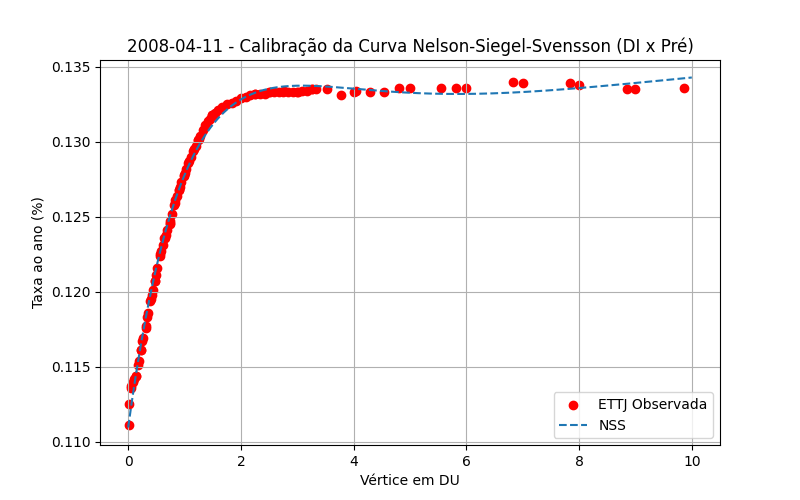 2008-04-11 - Calibração da Curva Nelson-Siegel-Svensson (DI x Pré)
0.135
0.130
0.125
0.120
0.115
0.110
Taxa ao ano (%)
ETTJ Observada
NSS
0 2 4 6 8 10
Vértice em DU